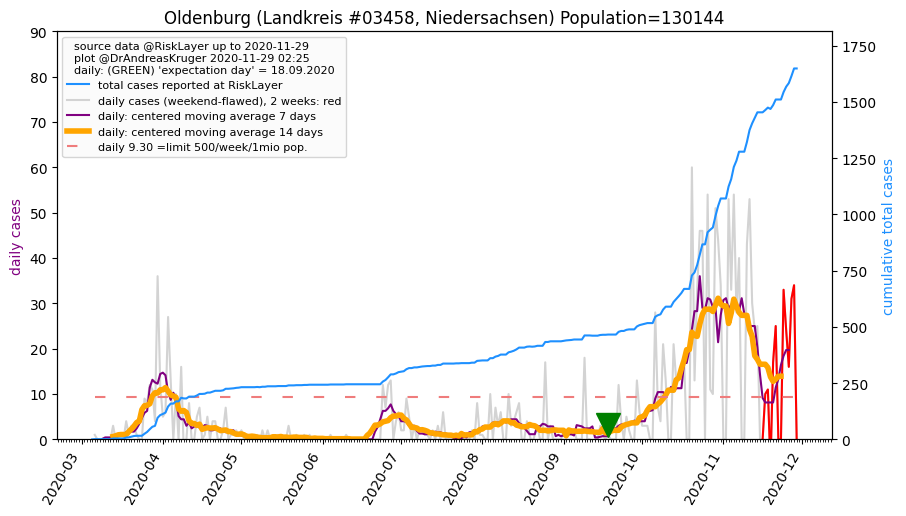 Oldenburg (Landkreis #03458, Niedersachsen) Population=130144
source data @RiskLayer up to 2020-11-29
plot @DrAndreasKruger 2020-11-29 02:25
daily: (GREEN) 'expectation day' = 18.09.2020
total cases reported at RiskLayer
daily cases (weekend-flawed), 2 weeks: red
daily: centered moving average 7 days
daily: centered moving average 14 days
daily 9.30 =limit 500/week/1mio pop.
daily cases
90
80
70
60
50
40
30
20
10
0
cumulative total cases
1750
1500
1250
1000
750
500
250
0
2020-03
2020-04
2020-05
2020-06
2020-07
2020-08
2020-09
2020-10
2020-11
2020-12